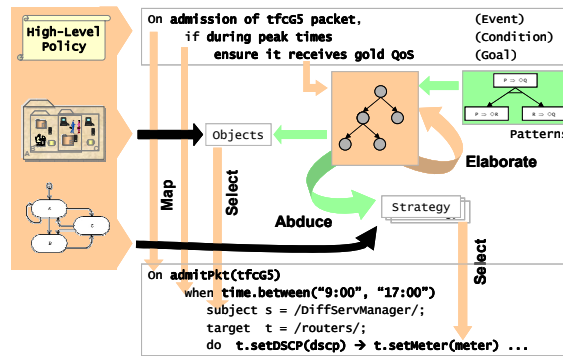 High-Level
Policy
On admission of tfcG5 packet, (Event)
if during peak times (Condition)
ensure it receives gold QoS (Goal)
Patterns
Objects
Elaborate
Map
Select
Abduce
Strategy
Select
On admitPkt(tfcG5)
when time.between(“9:00”, “17:00”)
subject s = /DiffServManager/;
target t = /routers/;
do t.setDSCP(dscp) → t.setMeter(meter) ...